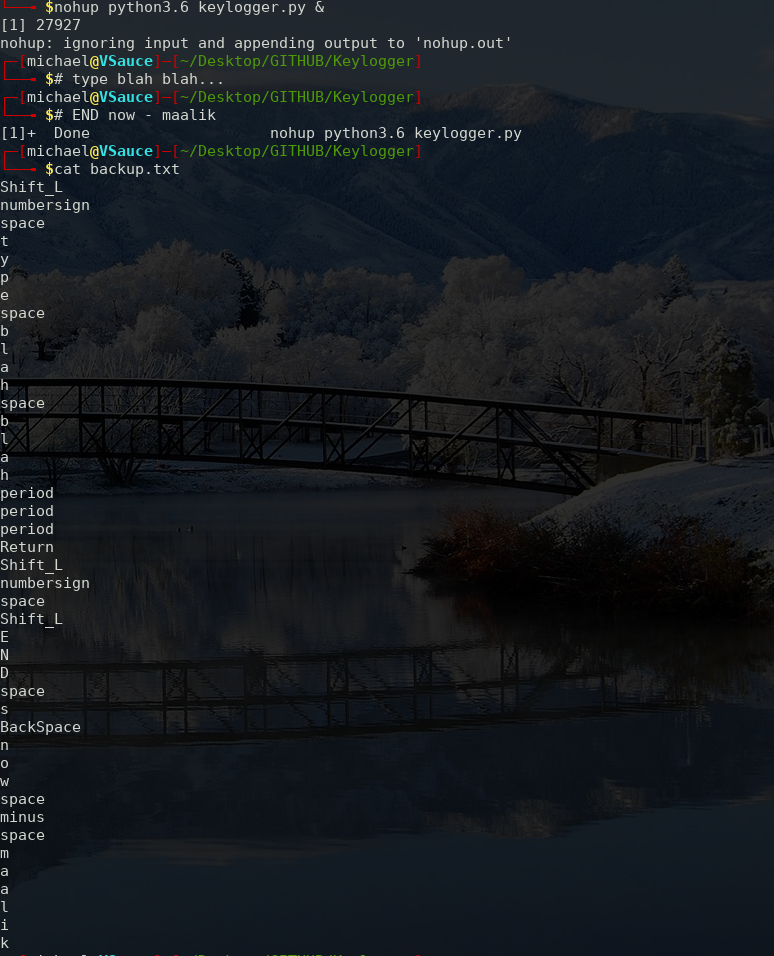 $nohup python3.6 keylogger.py &
[1] 27927
nohup: ignoring input and appending output to 'nohup.out'
┌─[michael@VSauce]─[~/Desktop/GITHUB/Keylogger]
└──╼ $# type blah blah...
┌─[michael@VSauce]─[~/Desktop/GITHUB/Keylogger]
└──╼ $# END now - maalik
[1]+  Done                    nohup python3.6 keylogger.py
┌─[michael@VSauce]─[~/Desktop/GITHUB/Keylogger]
└──╼ $cat backup.txt
Shift_L
numbersign
space
t
y
p
e
space
b
l
a
h
space
b
l
a
h
period
period
period
Return
Shift_L
numbersign
space
Shift_L
E
N
D
space
s
BackSpace
n
o
w
space
minus
space
m
a
a
l
i
k